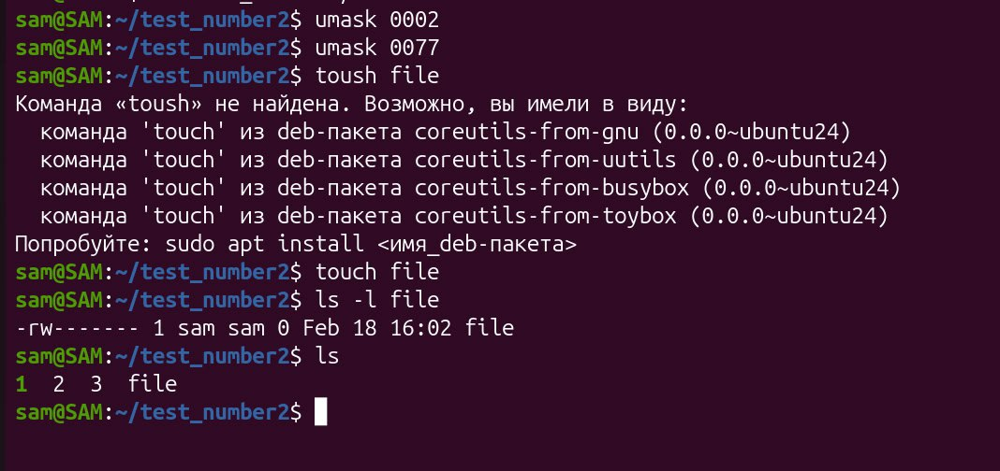 sam@SAM:~/test_number2$ umask 0002
sam@SAM:~/test_number2$ umask 0077
sam@SAM:~/test_number2$ toush file
Команда «toush» не найдена. Возможно, вы имели в виду:
  команда 'touch' из deb-пакета coreutils-from-gnu (0.0.0~ubuntu24)
  команда 'touch' из deb-пакета coreutils-from-uutils (0.0.0~ubuntu24)
  команда 'touch' из deb-пакета coreutils-from-busybox (0.0.0~ubuntu24)
  команда 'touch' из deb-пакета coreutils-from-toybox (0.0.0~ubuntu24)
Попробуйте: sudo apt install <имя_deb-пакета>
sam@SAM:~/test_number2$ touch file
sam@SAM:~/test_number2$ ls -l file
-rw------- 1 sam sam 0 Feb 18 16:02 file
sam@SAM:~/test_number2$ ls
1  2  3  file
sam@SAM:~/test_number2$